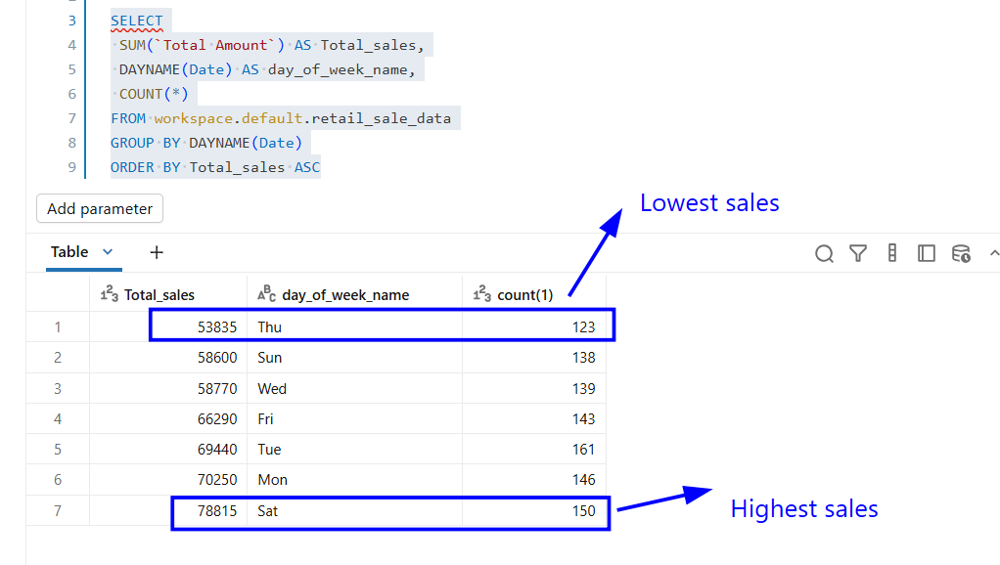 3 SELECT
4 SUM(`Total Amount`) AS Total_sales,
5 DAYNAME(Date) AS day_of_week_name,
6 COUNT(*)
7 FROM workspace.default.retail_sale_data
8 GROUP BY DAYNAME(Date)
9 ORDER BY Total_sales ASC
Add parameter
Lowest sales
Table +
123 Total_sales ABC day_of_week_name 123 count(1)
1 53835 Thu 123
2 58600 Sun 138
3 58770 Wed 139
4 66290 Fri 143
5 69440 Tue 161
6 70250 Mon 146
7 78815 Sat 150
Highest sales